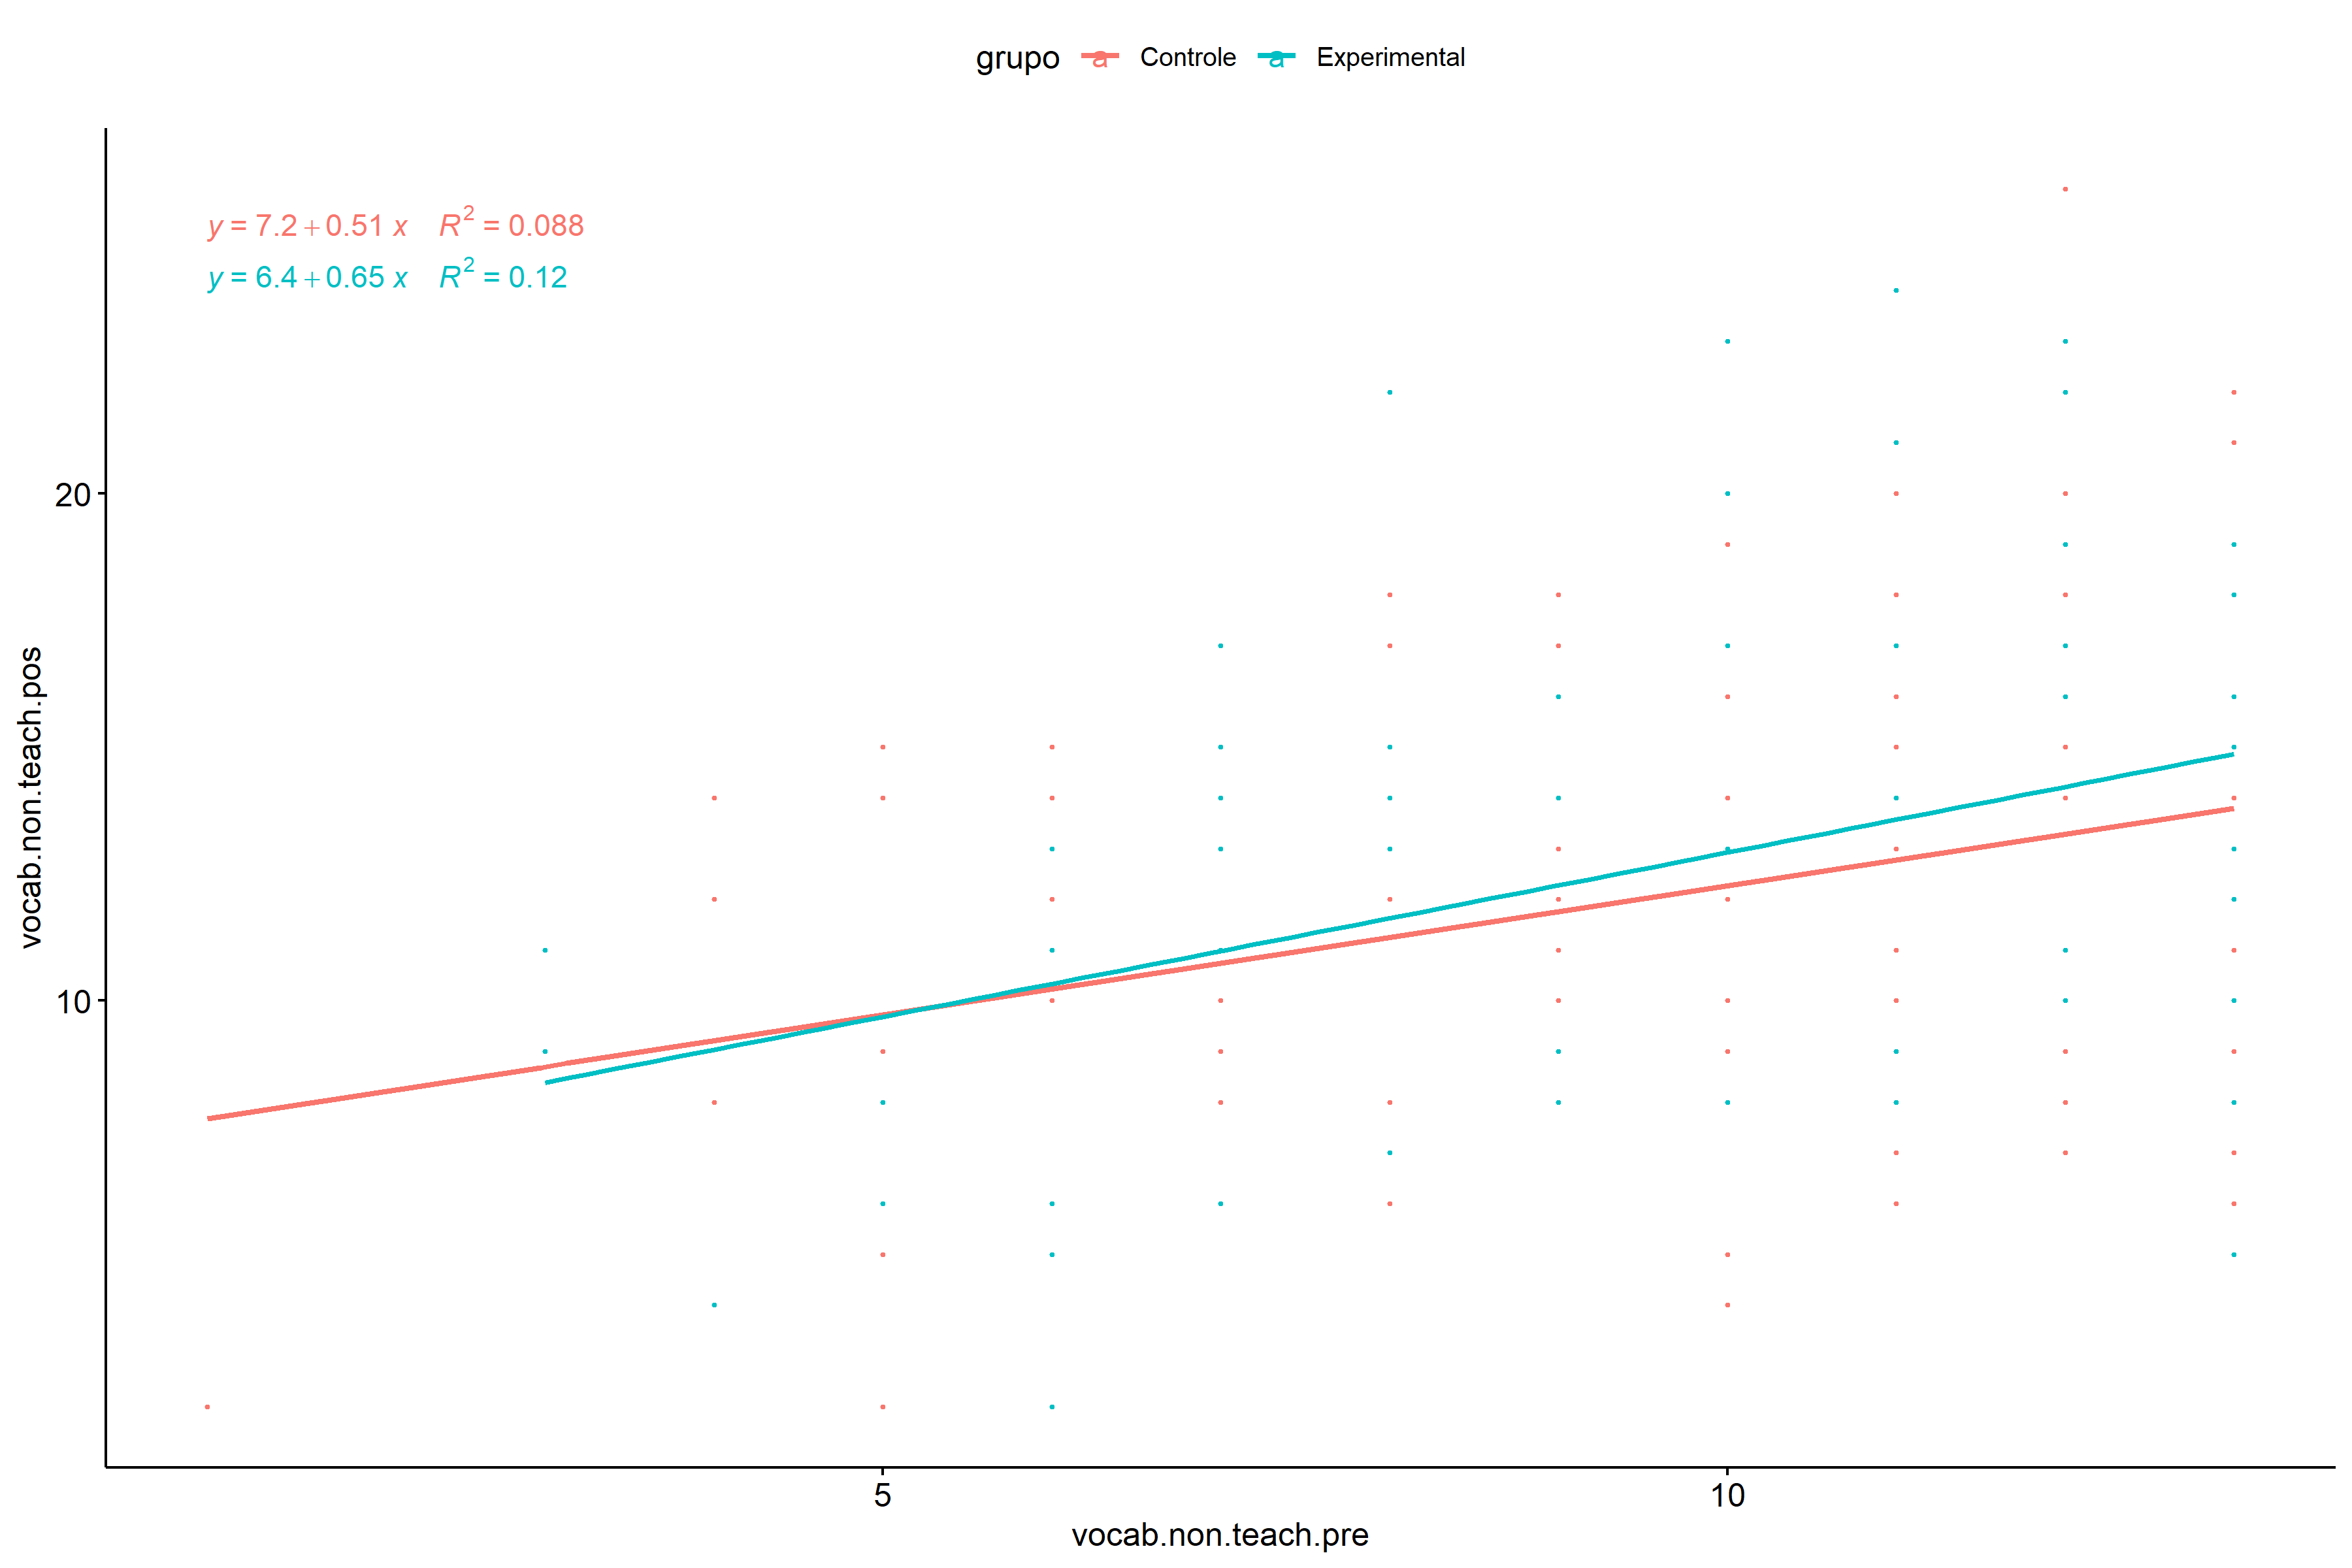 grupo a Controle a Experimental
y = 7.2 + 0.51 x R² = 0.088
y = 6.4 + 0.65 x R² = 0.12
20
10
vocab.non.teach.pos
5 10
vocab.non.teach.pre